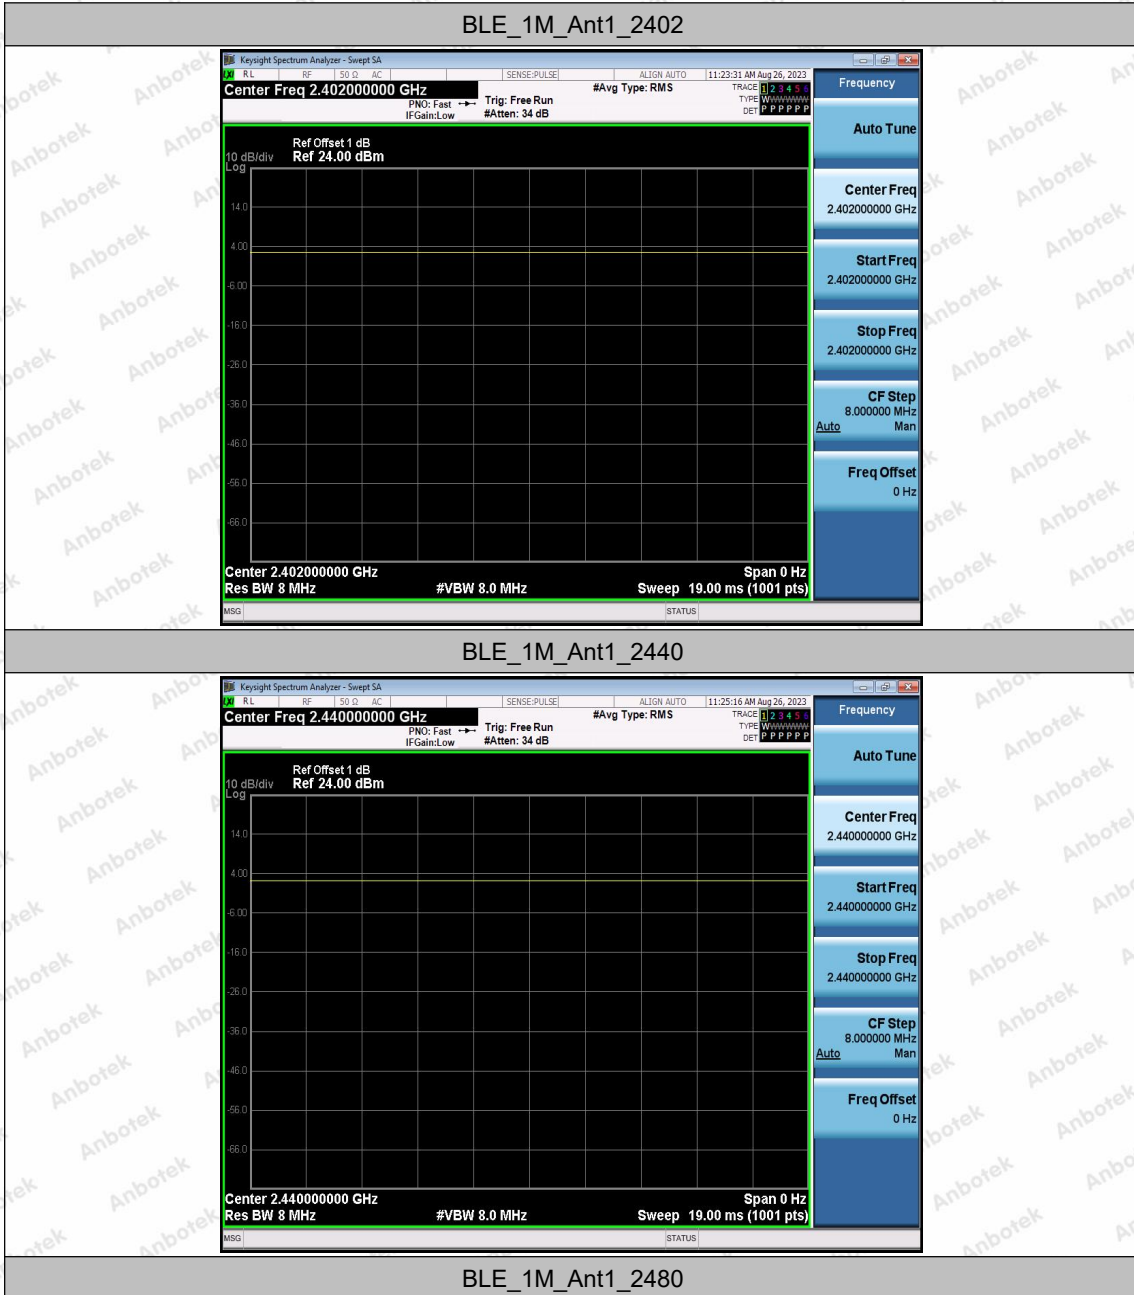 BLE_1M_Ant1_2402
Keysight Spectrum Analyzer - Swept SA
LXI RL RF 50 Ω AC SENSE:PULSE ALIGN AUTO 11:23:31 AM Aug 26, 2023
Center Freq 2.402000000 GHz #Avg Type: RMS TRACE 1 2 3 4 5 6
PNO: Fast Trig: Free Run TYPE WWWWWW
IFGain:Low #Atten: 34 dB DET P P P P P P
Frequency
Auto Tune
Ref Offset 1 dB
10 dB/div Ref 24.00 dBm
Log
14.0
4.00
-6.00
-16.0
-26.0
-36.0
-46.0
-56.0
-66.0
Center Freq
2.402000000 GHz
Start Freq
2.402000000 GHz
Stop Freq
2.402000000 GHz
CF Step
8.000000 MHz
Auto Man
Freq Offset
0 Hz
Center 2.402000000 GHz Span 0 Hz
Res BW 8 MHz #VBW 8.0 MHz Sweep 19.00 ms (1001 pts)
MSG STATUS
BLE_1M_Ant1_2440
Keysight Spectrum Analyzer - Swept SA
LXI RL RF 50 Ω AC SENSE:PULSE ALIGN AUTO 11:25:16 AM Aug 26, 2023
Center Freq 2.440000000 GHz #Avg Type: RMS TRACE 1 2 3 4 5 6
PNO: Fast Trig: Free Run TYPE WWWWWW
IFGain:Low #Atten: 34 dB DET P P P P P P
Frequency
Auto Tune
Ref Offset 1 dB
10 dB/div Ref 24.00 dBm
Log
14.0
4.00
-6.00
-16.0
-26.0
-36.0
-46.0
-56.0
-66.0
Center Freq
2.440000000 GHz
Start Freq
2.440000000 GHz
Stop Freq
2.440000000 GHz
CF Step
8.000000 MHz
Auto Man
Freq Offset
0 Hz
Center 2.440000000 GHz Span 0 Hz
Res BW 8 MHz #VBW 8.0 MHz Sweep 19.00 ms (1001 pts)
MSG STATUS
BLE_1M_Ant1_2480
Anbotek